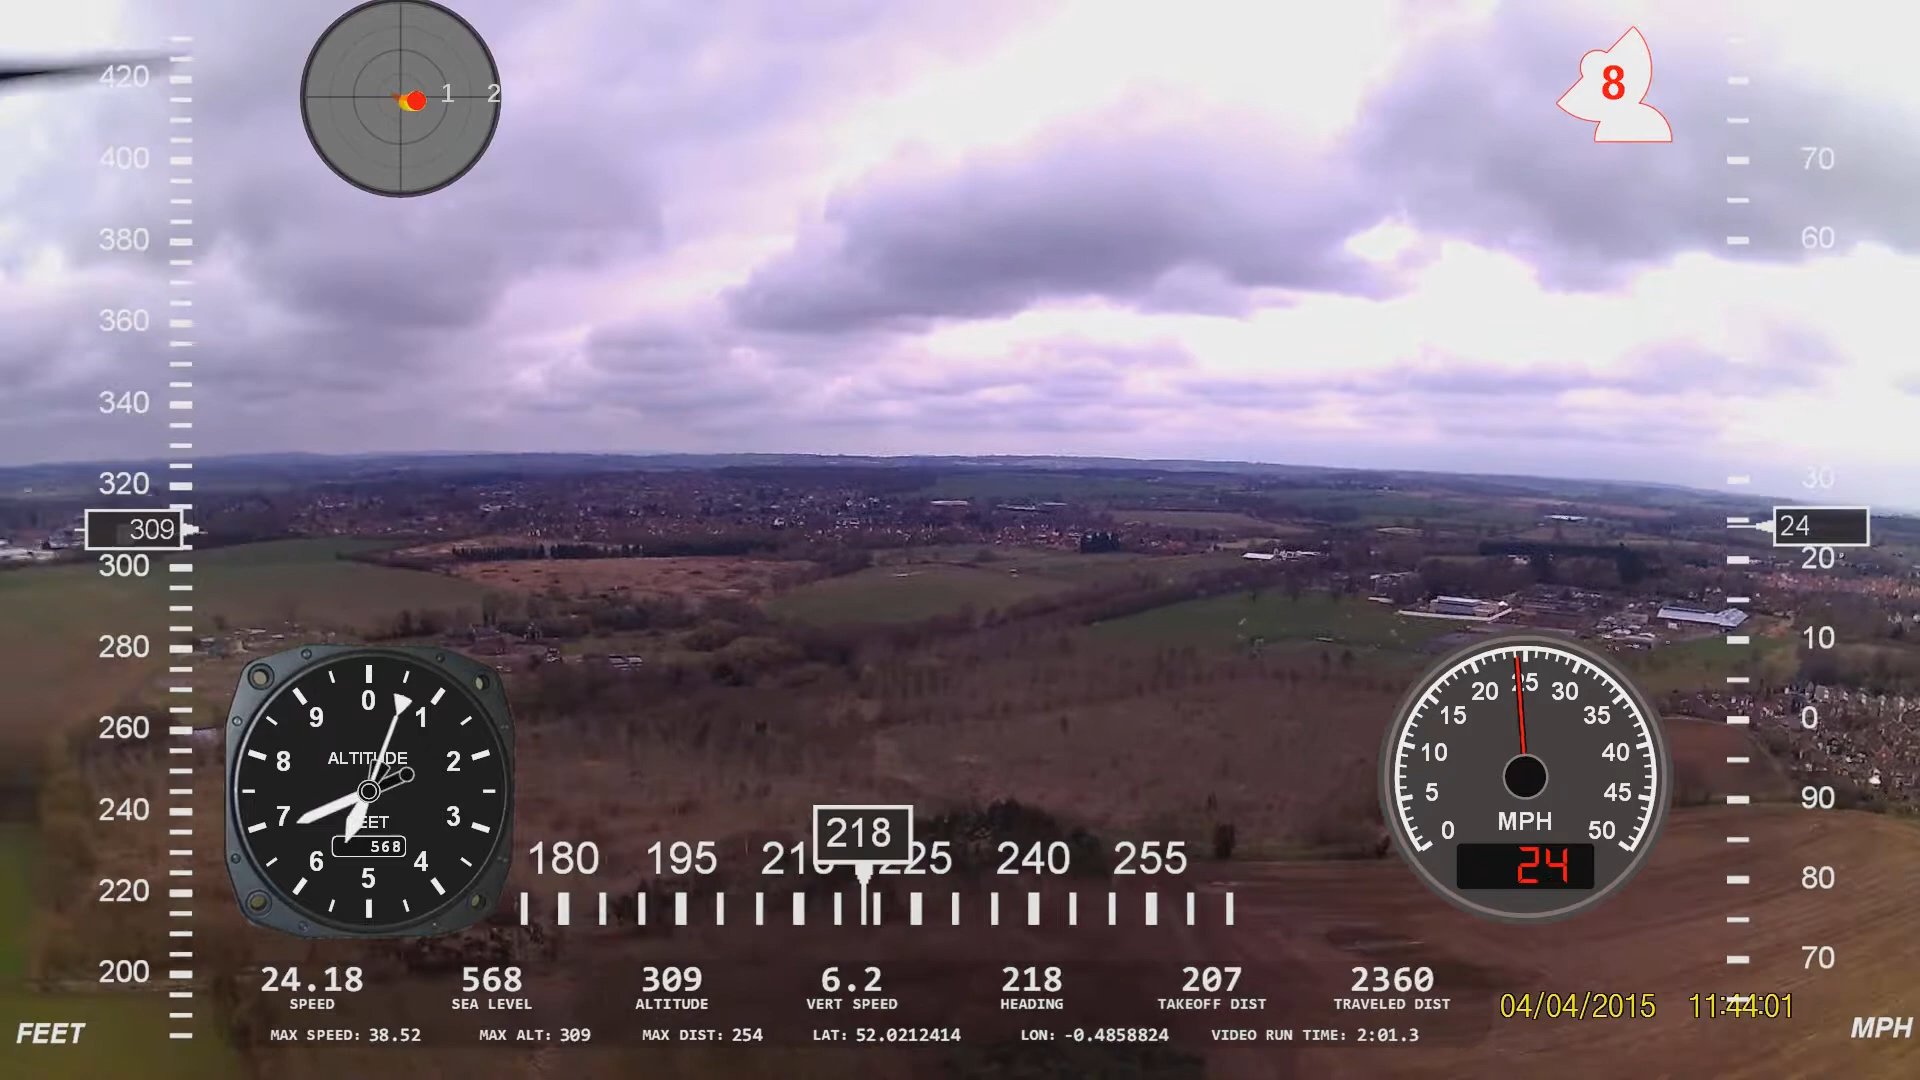 1 2
8
420
400
380
360
340
320
309
300
280
260
240
220
200
FEET
70
60
30
24
20
10
0
90
80
70
MPH
0 1 2 3 4 5 6 7 8 9
ALTITUDE
FEET
568
180 195 210 225 240 255
218
0 5 10 15 20 25 30 35 40 45 50
MPH
24
24.18 568 309 6.2 218 207 2360
SPEED SEA LEVEL ALTITUDE VERT SPEED HEADING TAKEOFF DIST TRAVELED DIST
04/04/2015 11:44:01
MAX SPEED: 38.52 MAX ALT: 309 MAX DIST: 254 LAT: 52.0212414 LON: -0.4858824 VIDEO RUN TIME: 2:01.3